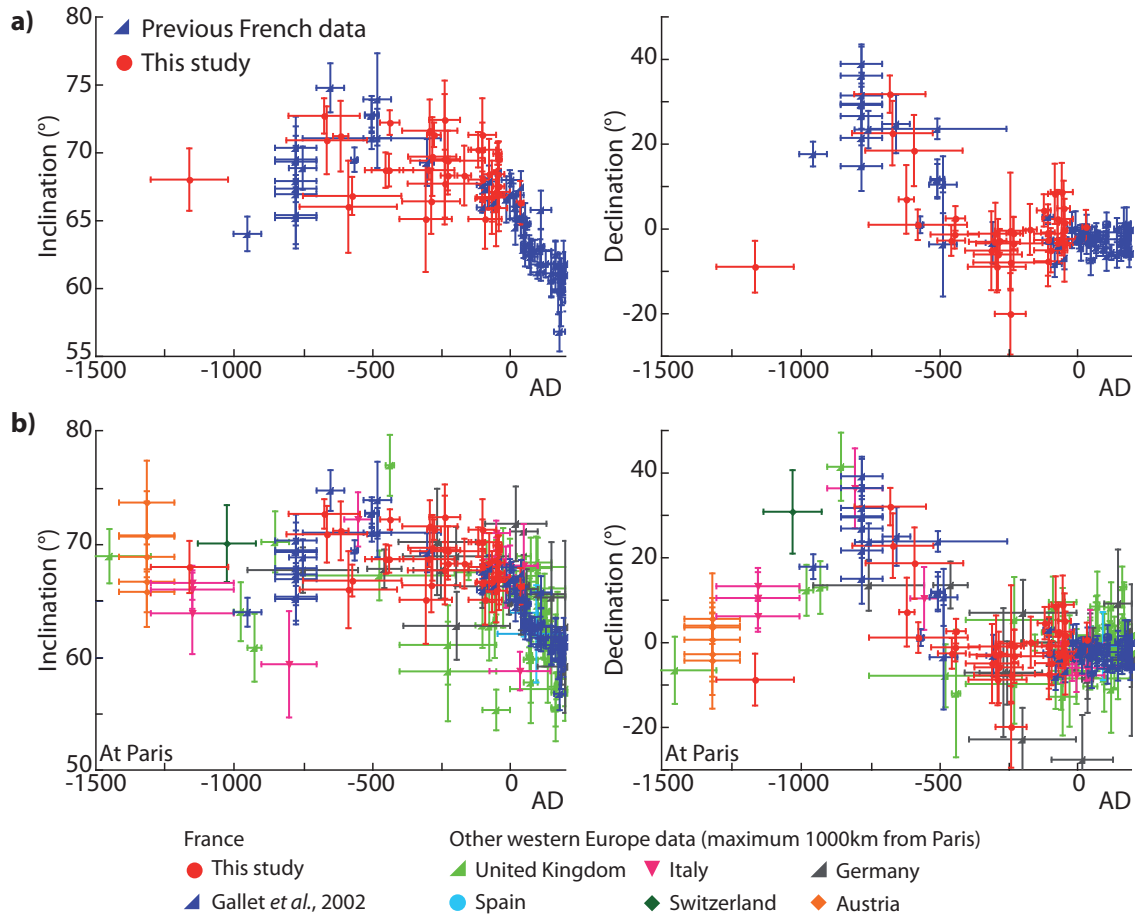 a)
Previous French data
This study
Inclination (°)
80
75
70
65
60
55
-1500
-1000
-500
0
AD
Declination (°)
40
20
0
-20
-1500
-1000
-500
0
AD
b)
Inclination (°)
80
70
60
50
At Paris
-1500
-1000
-500
0
AD
Declination (°)
40
20
0
-20
At Paris
-1500
-1000
-500
0
AD
France
This study
Gallet et al., 2002
Other western Europe data (maximum 1000km from Paris)
United Kingdom
Italy
Germany
Spain
Switzerland
Austria